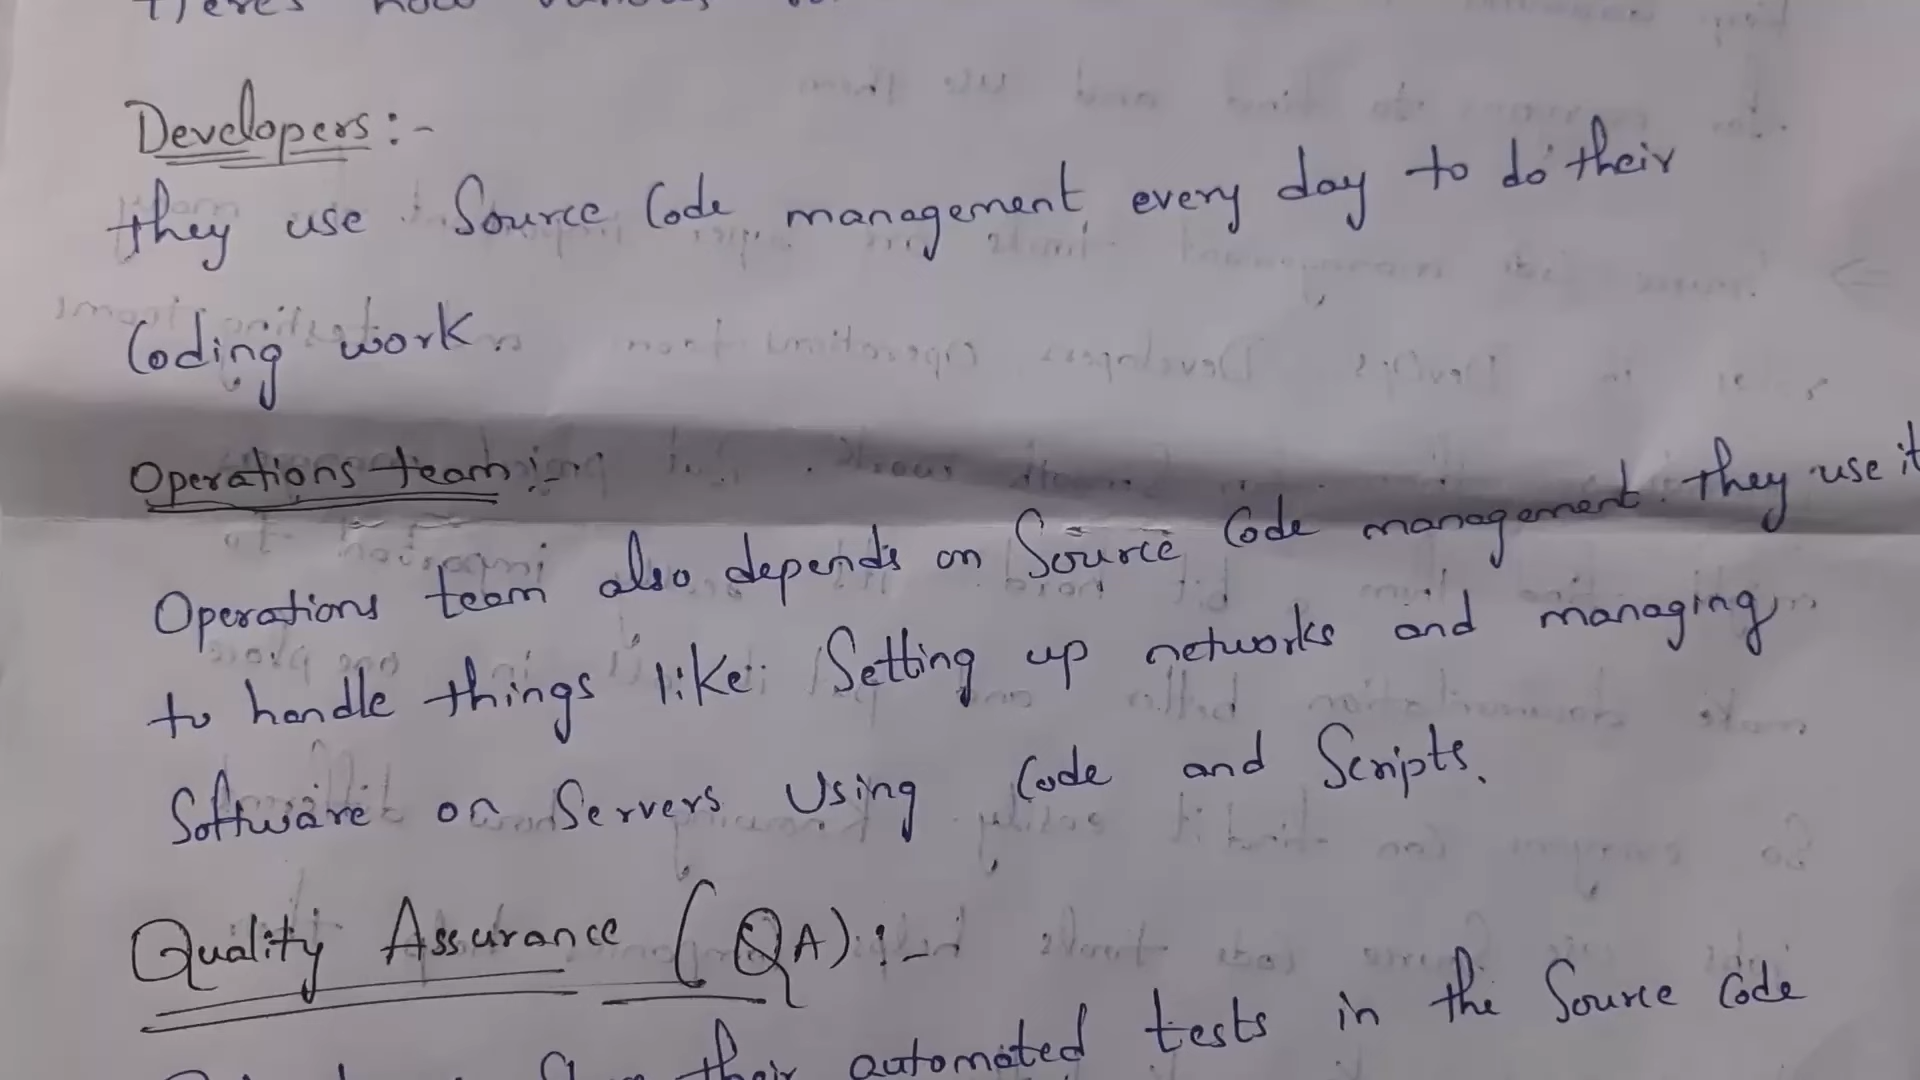 Developers:-
they use Source Code management every day to do their
Coding work.
Operations team:-
Operations team also depends on Source Code management. they use it
to handle things like: Setting up networks and managing
Software on Servers Using Code and Scripts.
Quality Assurance (QA):-
their automated tests in the Source Code